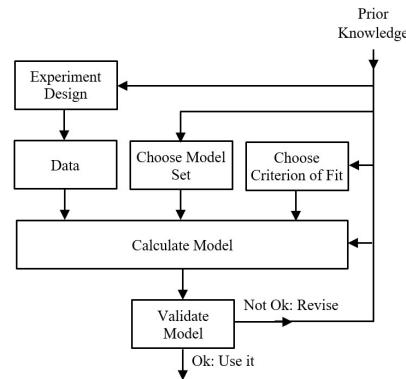 Prior
Knowledge
Experiment
Design
Data
Choose Model
Set
Choose
Criterion of Fit
Calculate Model
Validate
Model
Not Ok: Revise
Ok: Use it